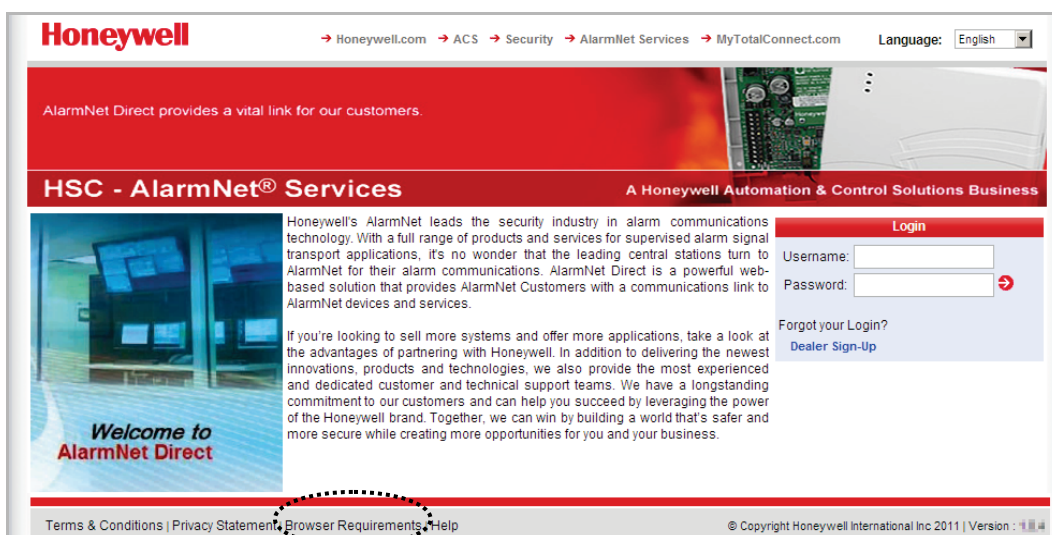 Honeywell
Honeywell.com ACS Security AlarmNet Services MyTotalConnect.com Language: English
AlarmNet Direct provides a vital link for our customers.
HSC - AlarmNet® Services
A Honeywell Automation & Control Solutions Business
Welcome to
AlarmNet Direct
Honeywell's AlarmNet leads the security industry in alarm communications
technology. With a full range of products and services for supervised alarm signal
transport applications, it's no wonder that the leading central stations turn to
AlarmNet for their alarm communications. AlarmNet Direct is a powerful web-
based solution that provides AlarmNet Customers with a communications link to
AlarmNet devices and services.
If you're looking to sell more systems and offer more applications, take a look at
the advantages of partnering with Honeywell. In addition to delivering the newest
innovations, products and technologies, we also provide the most experienced
and dedicated customer and technical support teams. We have a longstanding
commitment to our customers and can help you succeed by leveraging the power
of the Honeywell brand. Together, we can win by building a world that's safer and
more secure while creating more opportunities for you and your business.
Login
Username:
Password:
Forgot your Login?
Dealer Sign-Up
Terms & Conditions | Privacy Statement | Browser Requirements Help
© Copyright Honeywell International Inc 2011 | Version :